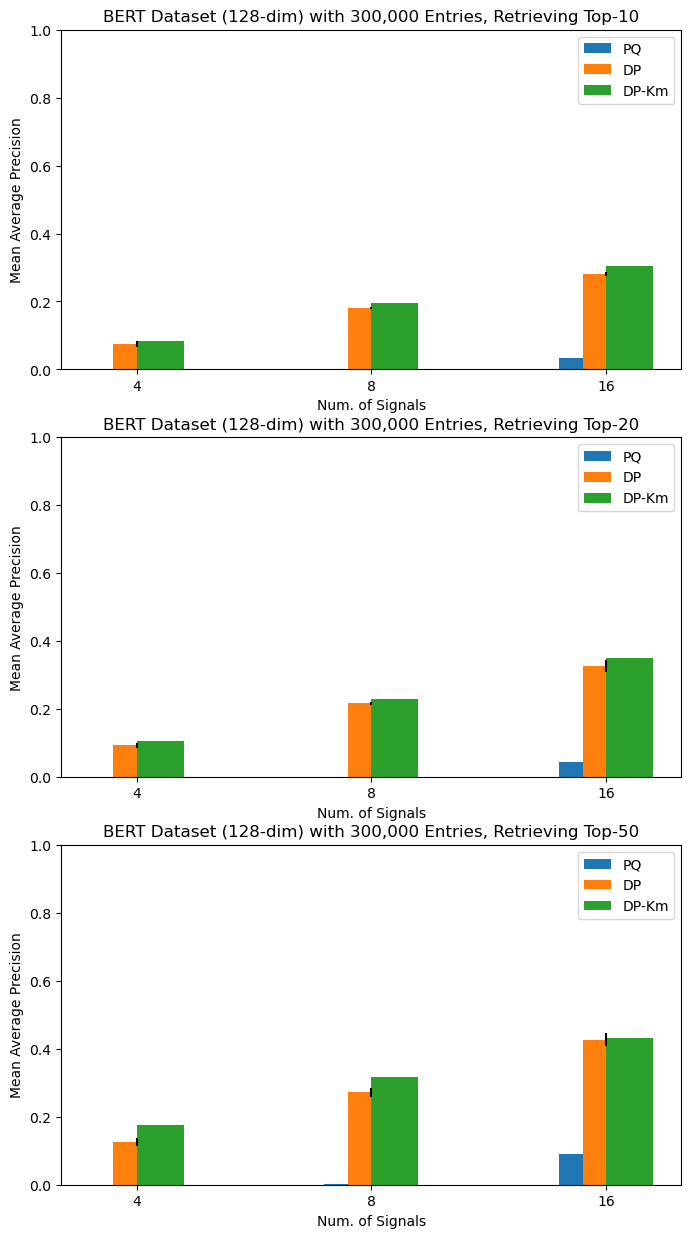 BERT Dataset (128-dim) with 300,000 Entries, Retrieving Top-10
1.0
0.8
0.6
0.4
0.2
0.0
Mean Average Precision
PQ
DP
DP-Km
4
8
16
Num. of Signals
BERT Dataset (128-dim) with 300,000 Entries, Retrieving Top-20
1.0
0.8
0.6
0.4
0.2
0.0
Mean Average Precision
PQ
DP
DP-Km
4
8
16
Num. of Signals
BERT Dataset (128-dim) with 300,000 Entries, Retrieving Top-50
1.0
0.8
0.6
0.4
0.2
0.0
Mean Average Precision
PQ
DP
DP-Km
4
8
16
Num. of Signals